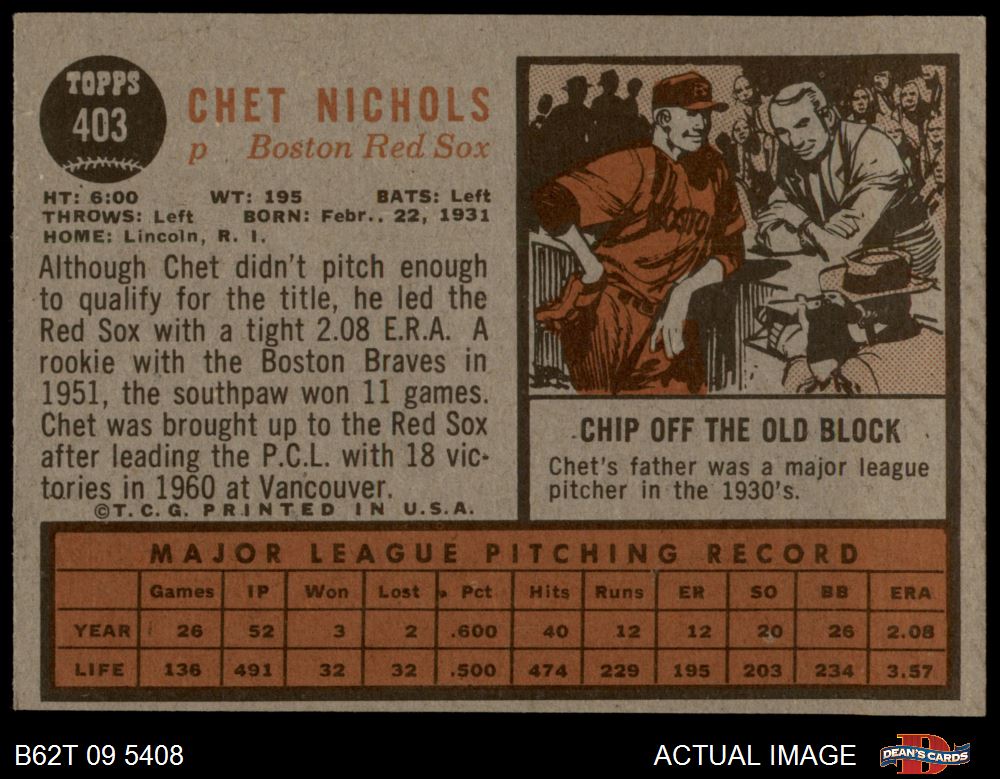 TOPPS
403
CHET NICHOLS
p Boston Red Sox
HT: 6:00 WT: 195 BATS: Left
THROWS: Left BORN: Febr.. 22, 1931
HOME: Lincoln, R. I.
Although Chet didn't pitch enough
to qualify for the title, he led the
Red Sox with a tight 2.08 E.R.A. A
rookie with the Boston Braves in
1951, the southpaw won 11 games.
Chet was brought up to the Red Sox
after leading the P.C.L. with 18 vic-
tories in 1960 at Vancouver.
©T. C. G. PRINTED IN U.S.A.
B
BOSTON
CHIP OFF THE OLD BLOCK
Chet's father was a major league
pitcher in the 1930's.
MAJOR LEAGUE PITCHING RECORD
Games IP Won Lost Pct Hits Runs ER SO BB ERA
YEAR 26 52 3 2 .600 40 12 12 20 26 2.08
LIFE 136 491 32 32 .500 474 229 195 203 234 3.57
B62T 09 5408 ACTUAL IMAGE DEAN'S CARDS